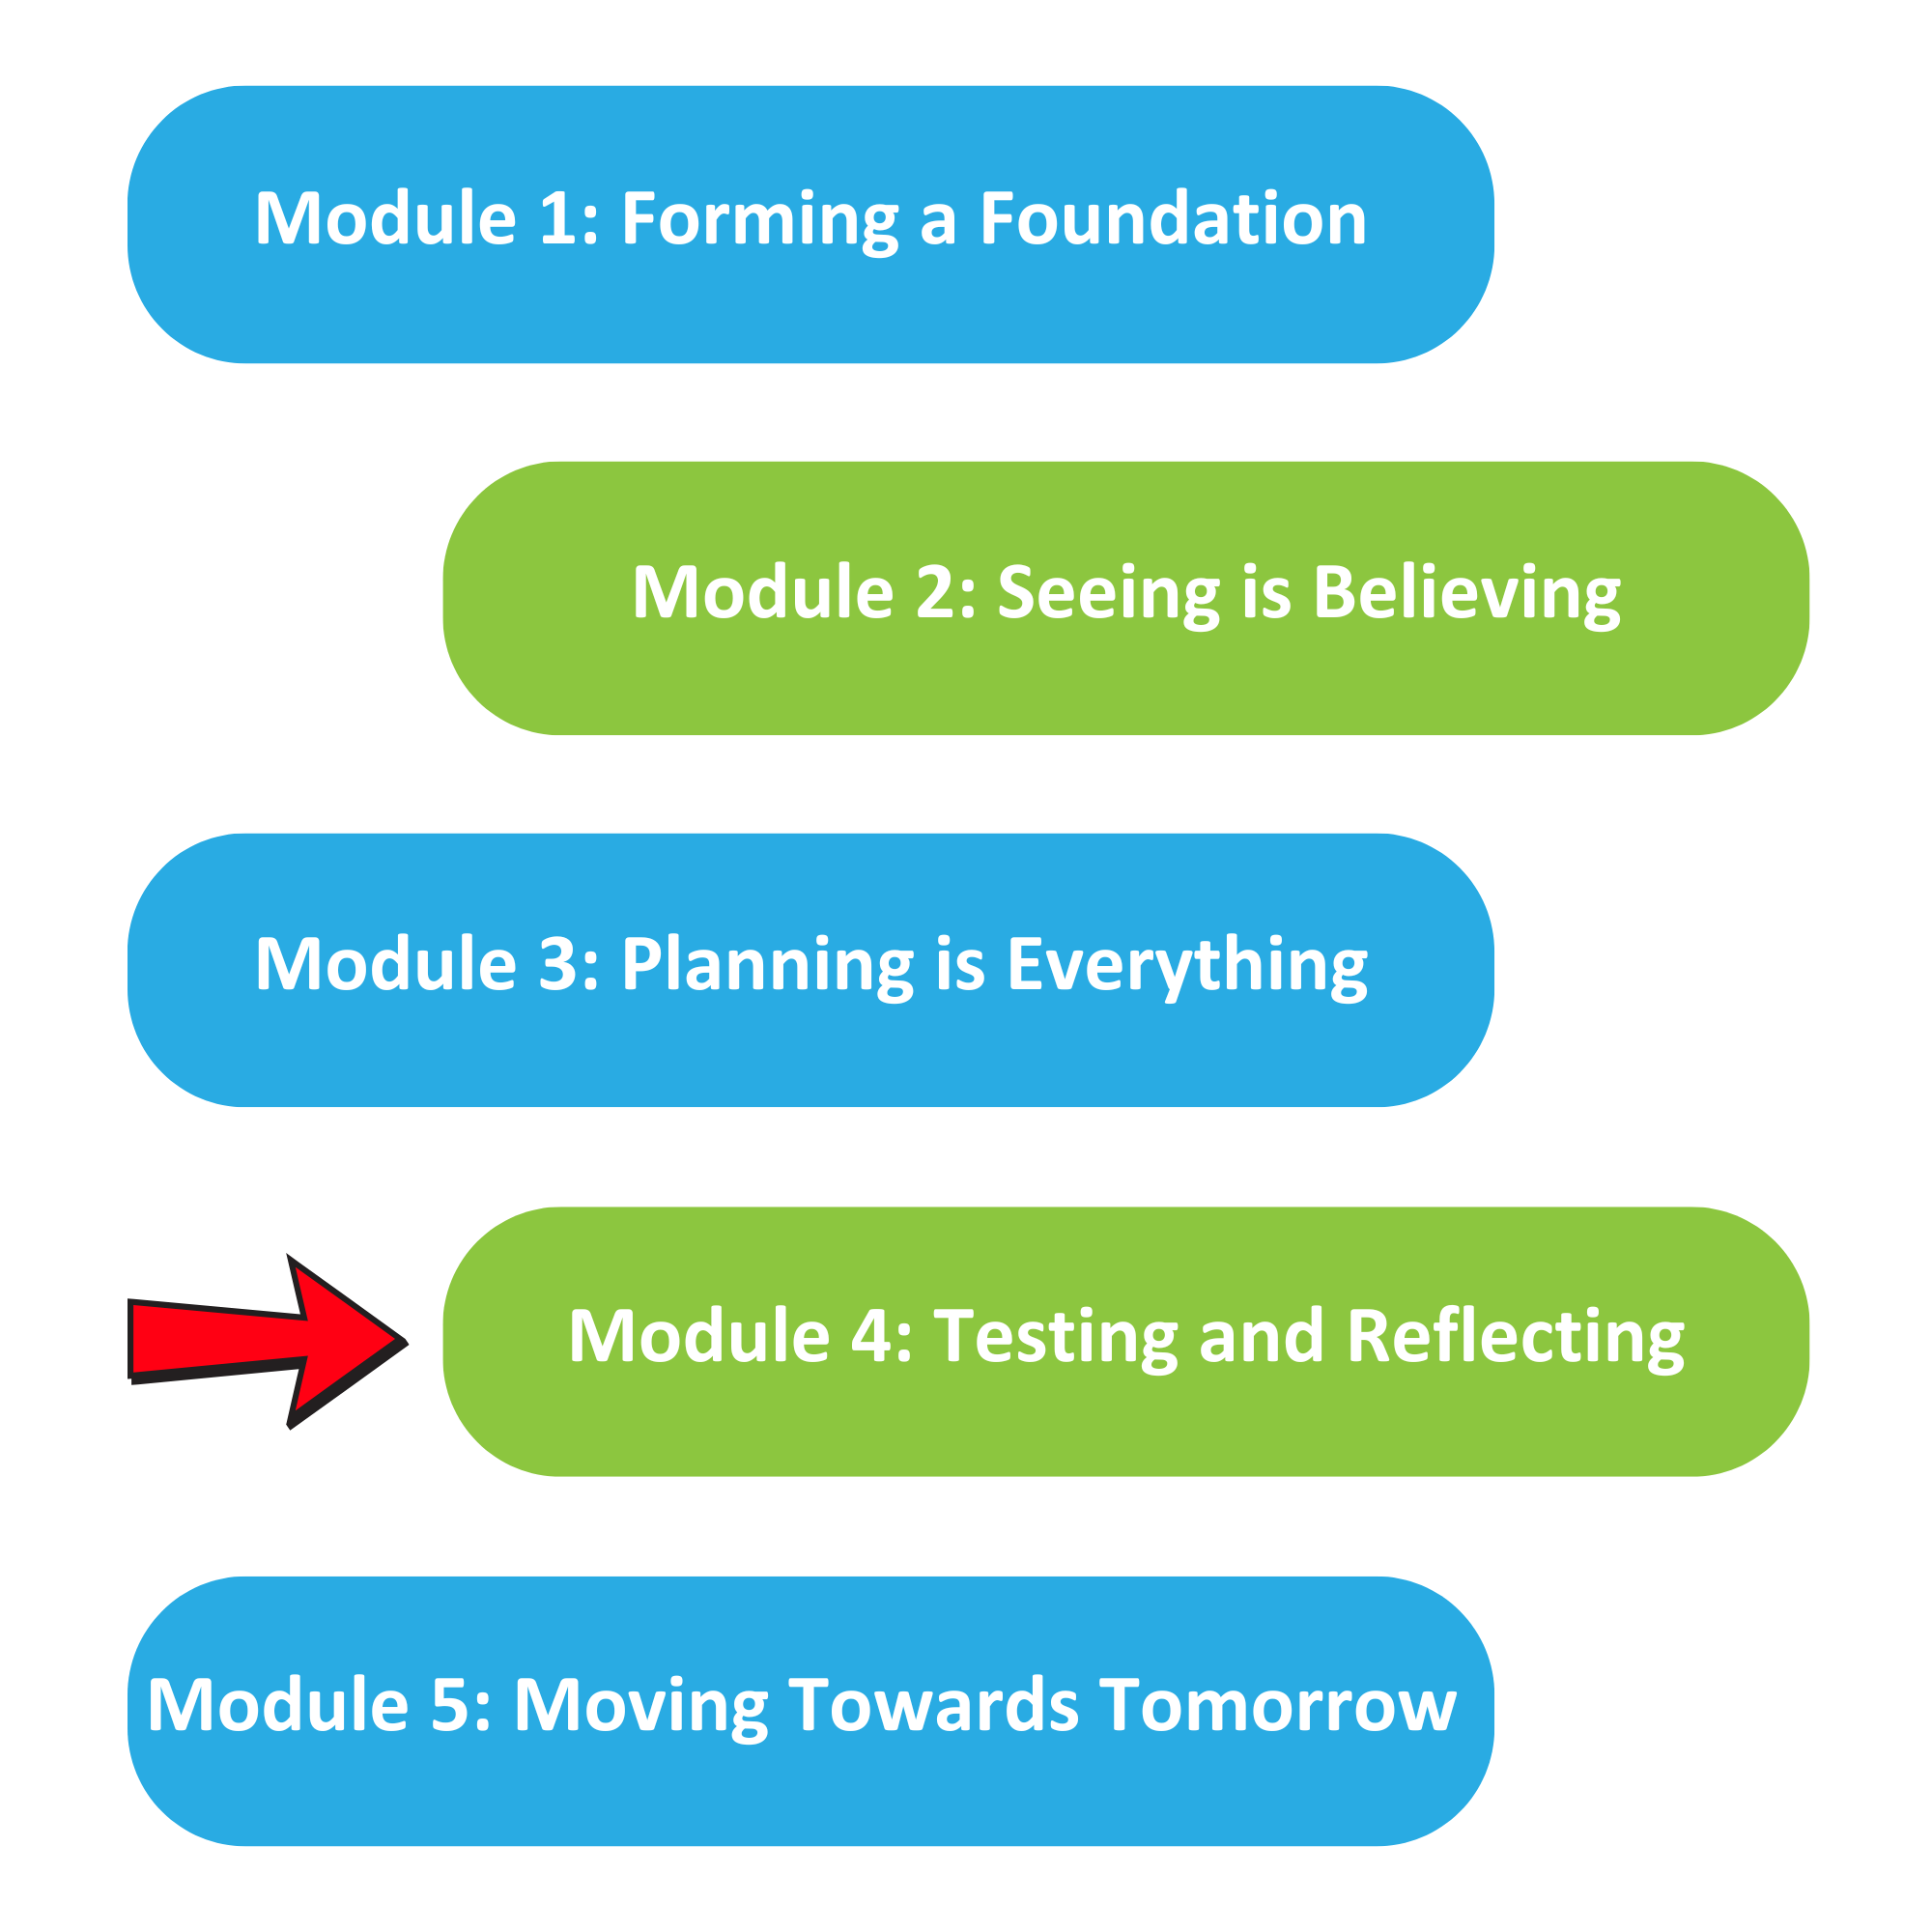 Module 1: Forming a Foundation
Module 2: Seeing is Believing
Module 3: Planning is Everything
Module 4: Testing and Reflecting
Module 5: Moving Towards Tomorrow